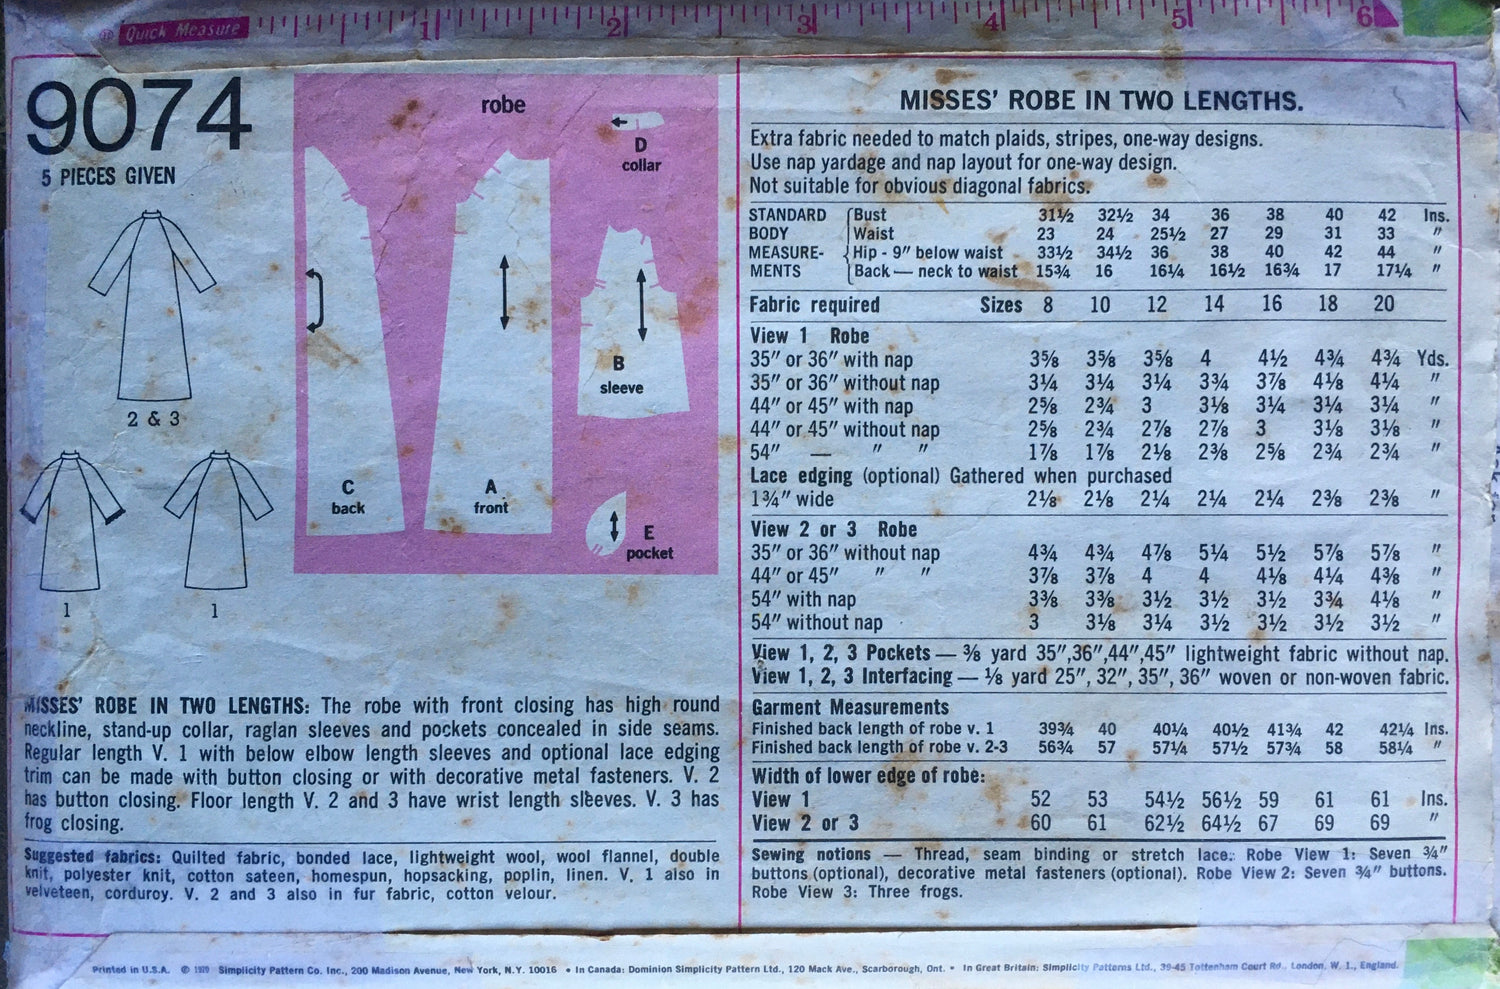 Quick Measure 1 2 3 4 5 6
9074
5 PIECES GIVEN
2 & 3
1
1
robe
D
collar
B
sleeve
C
back
A
front
E
pocket
MISSES' ROBE IN TWO LENGTHS: The robe with front closing has high round
neckline, stand-up collar, raglan sleeves and pockets concealed in side seams.
Regular length V. 1 with below elbow length sleeves and optional lace edging
trim can be made with button closing or with decorative metal fasteners. V. 2
has button closing. Floor length V. 2 and 3 have wrist length sleeves. V. 3 has
frog closing.
Suggested fabrics: Quilted fabric, bonded lace, lightweight wool, wool flannel, double
knit, polyester knit, cotton sateen, homespun, hopsacking, poplin, linen. V. 1 also in
velveteen, corduroy. V. 2 and 3 also in fur fabric, cotton velour.
MISSES' ROBE IN TWO LENGTHS.
Extra fabric needed to match plaids, stripes, one-way designs.
Use nap yardage and nap layout for one-way design.
Not suitable for obvious diagonal fabrics.
STANDARD Bust 31½ 32½ 34 36 38 40 42 Ins.
BODY Waist 23 24 25½ 27 29 31 33 "
MEASURE- Hip - 9" below waist 33½ 34½ 36 38 40 42 44 "
MENTS Back — neck to waist 15¾ 16 16¼ 16½ 16¾ 17 17¼ "
Fabric required Sizes 8 10 12 14 16 18 20
View 1 Robe
35" or 36" with nap 3⅝ 3⅝ 3⅝ 4 4½ 4¾ 4¾ Yds.
35" or 36" without nap 3¼ 3¼ 3¼ 3¾ 3⅞ 4⅛ 4¼ "
44" or 45" with nap 2⅝ 2¾ 3 3⅛ 3¼ 3¼ 3¼ "
44" or 45" without nap 2⅝ 2¾ 2⅞ 2⅞ 3 3⅛ 3⅛ "
54" — " " 1⅞ 1⅞ 2⅛ 2⅜ 2⅝ 2¾ 2¾ "
Lace edging (optional) Gathered when purchased
1¾" wide 2⅛ 2⅛ 2¼ 2¼ 2¼ 2⅜ 2⅜ "
View 2 or 3 Robe
35" or 36" without nap 4¾ 4¾ 4⅞ 5¼ 5½ 5⅞ 5⅞ "
44" or 45" " " 3⅞ 3⅞ 4 4 4⅛ 4¼ 4⅜ "
54" with nap 3⅜ 3⅜ 3½ 3½ 3½ 3¾ 4⅛ "
54" without nap 3 3⅛ 3¼ 3½ 3½ 3½ 3½ "
View 1, 2, 3 Pockets — ⅜ yard 35",36",44",45" lightweight fabric without nap.
View 1, 2, 3 Interfacing — ⅛ yard 25", 32", 35", 36" woven or non-woven fabric.
Garment Measurements
Finished back length of robe v. 1 39¾ 40 40¼ 40½ 41¾ 42 42¼ Ins.
Finished back length of robe v. 2-3 56¾ 57 57¼ 57½ 57¾ 58 58¼ "
Width of lower edge of robe:
View 1 52 53 54½ 56½ 59 61 61 Ins.
View 2 or 3 60 61 62½ 64½ 67 69 69 "
Sewing notions — Thread, seam binding or stretch lace. Robe View 1: Seven ¾"
buttons (optional), decorative metal fasteners (optional). Robe View 2: Seven ¾" buttons.
Robe View 3: Three frogs.
Printed in U.S.A. © 1970 Simplicity Pattern Co. Inc., 200 Madison Avenue, New York, N.Y. 10016 • In Canada: Dominion Simplicity Pattern Ltd., 120 Mack Ave., Scarborough, Ont. • In Great Britain: Simplicity Patterns Ltd., 39-45 Tottenham Court Rd., London, W. 1., England.